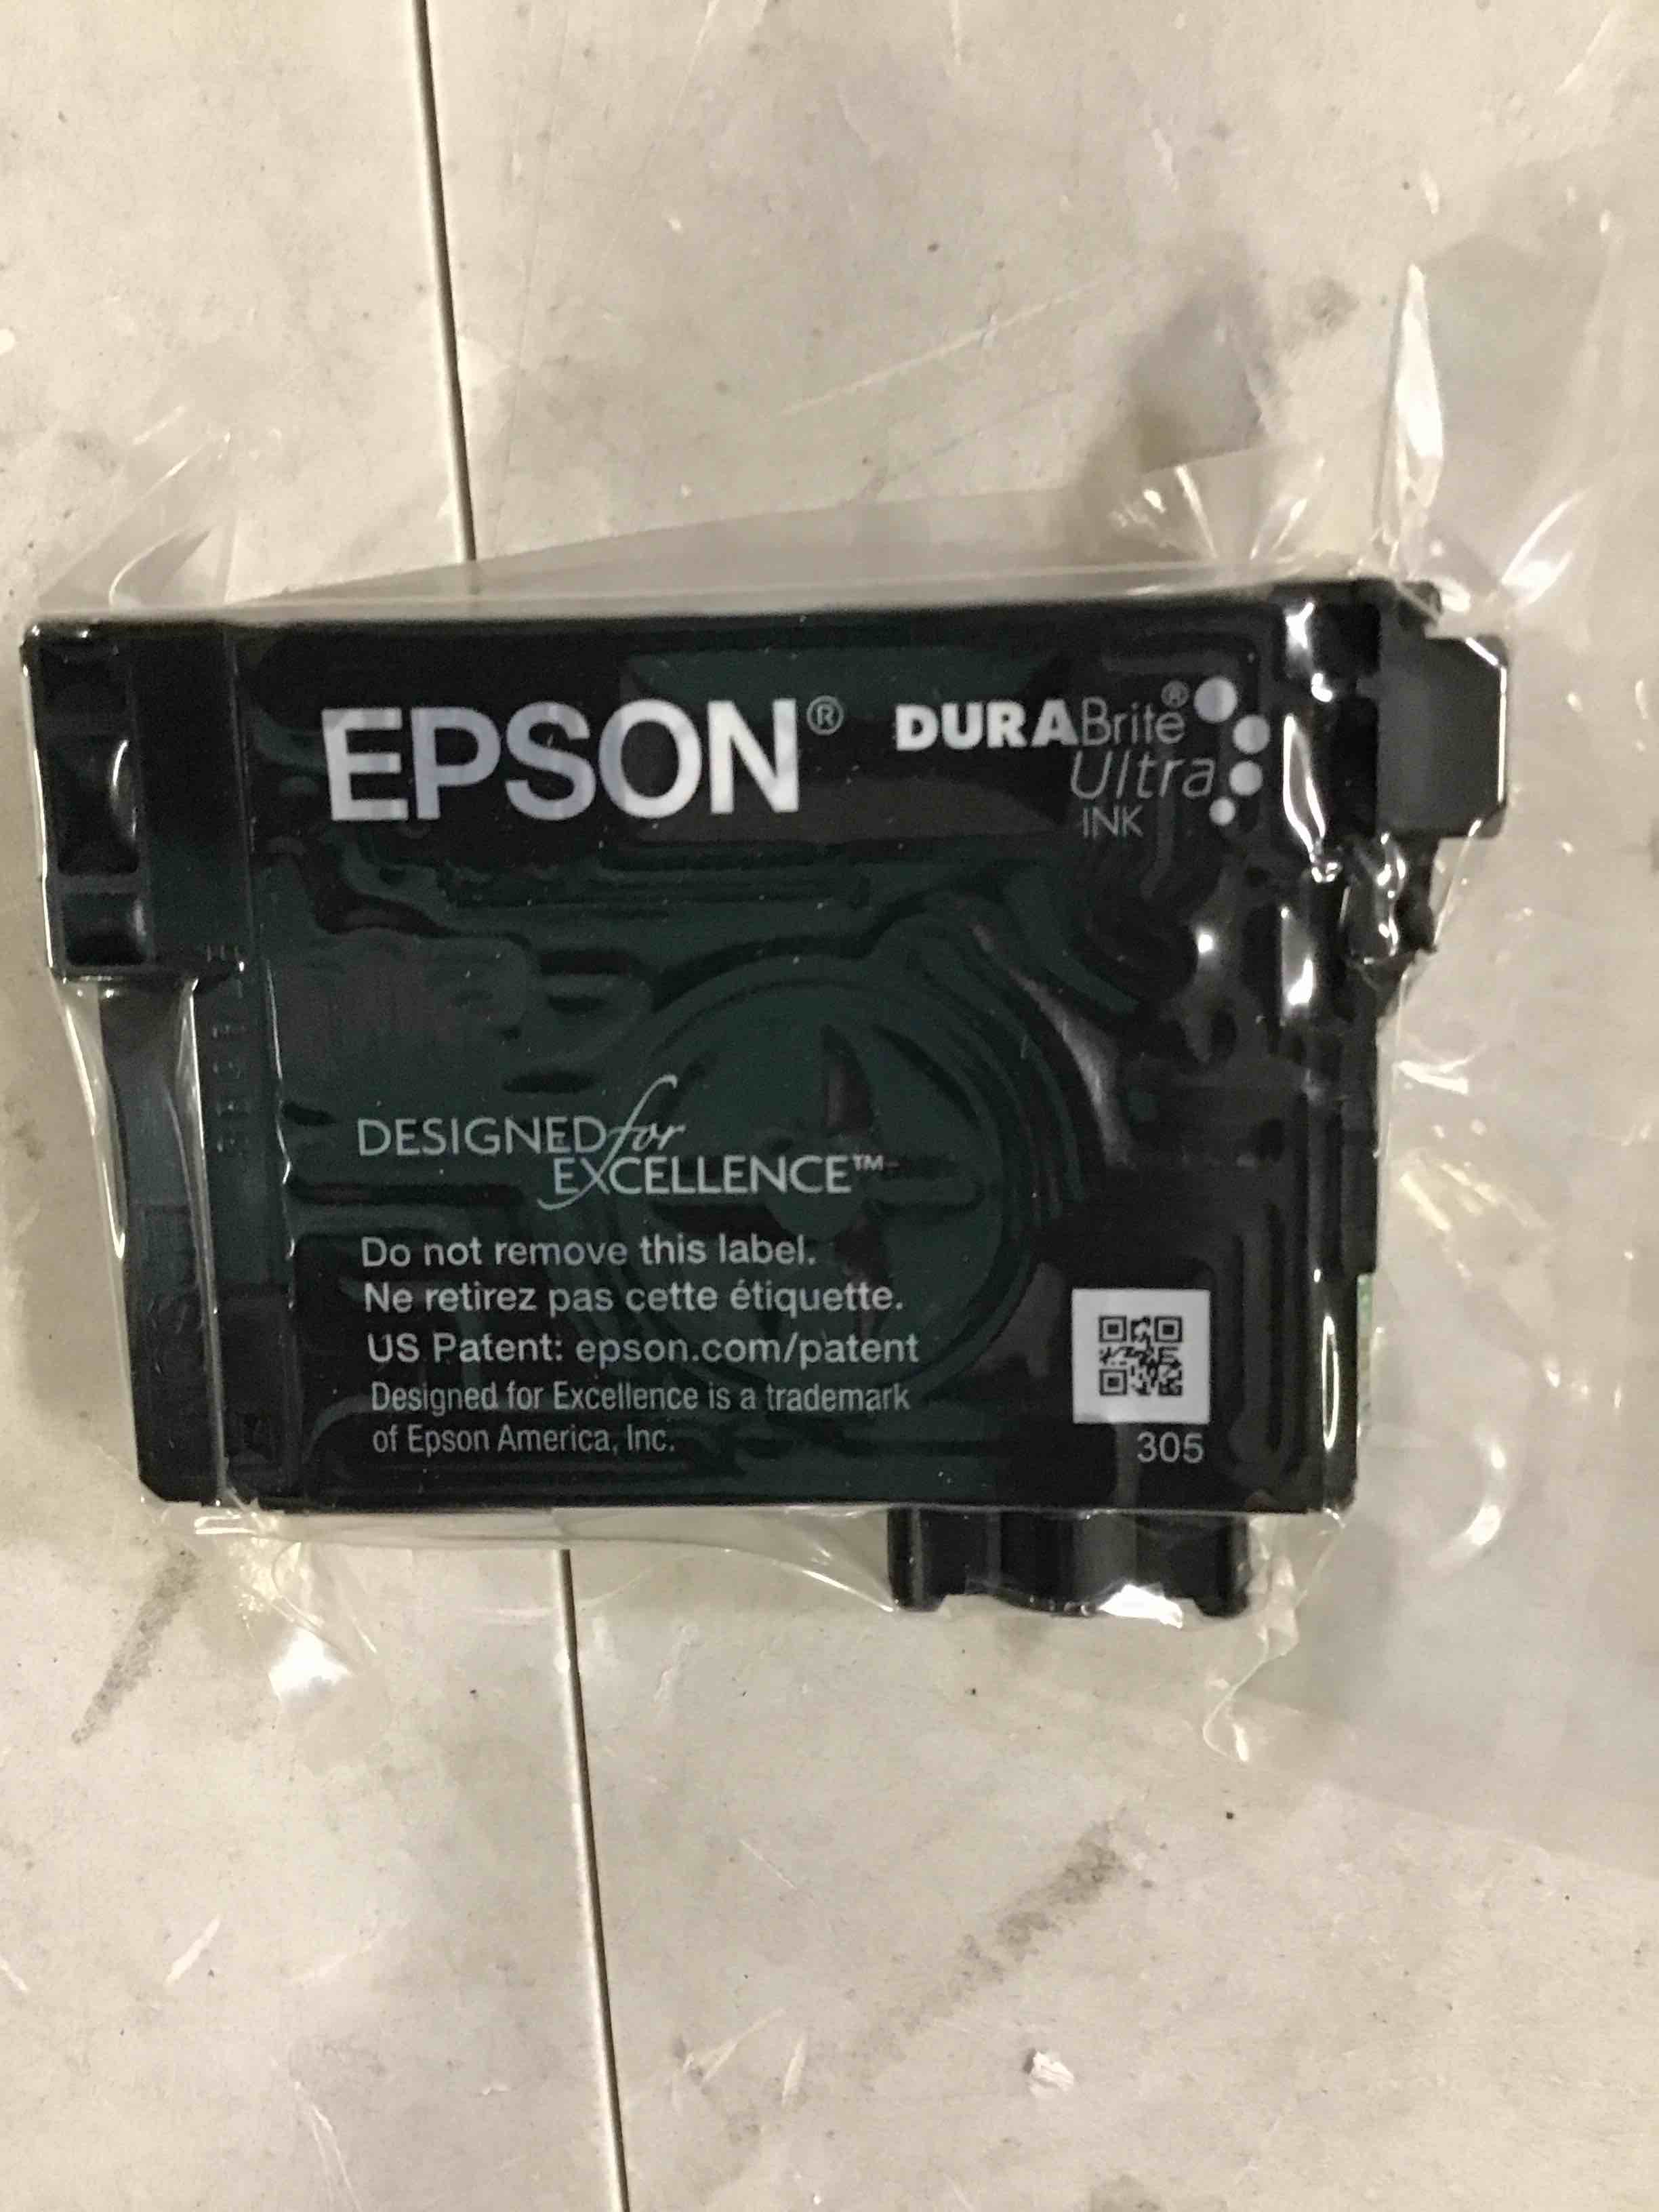 EPSON® DURABrite®
Ultra
INK
DESIGNED for
EXCELLENCE™
Do not remove this label.
Ne retirez pas cette étiquette.
US Patent: epson.com/patent
Designed for Excellence is a trademark
of Epson America, Inc.
305